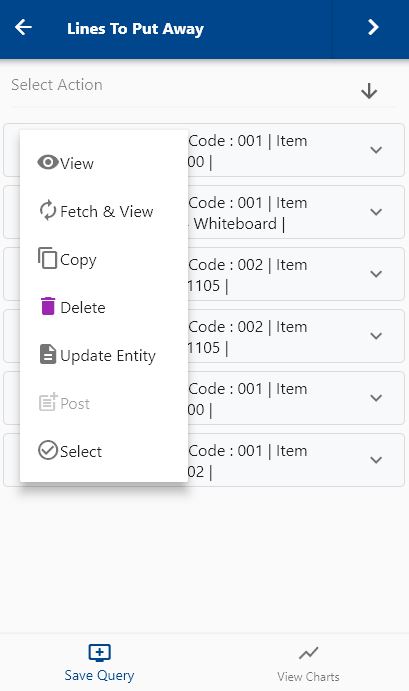 Lines To Put Away
Select Action
Code : 001 | Item
00 |
Code : 001 | Item
- Whiteboard |
Code : 002 | Item
1105 |
Code : 002 | Item
1105 |
Code : 001 | Item
00 |
Code : 001 | Item
02 |
View
Fetch & View
Copy
Delete
Update Entity
Post
Select
Save Query
View Charts